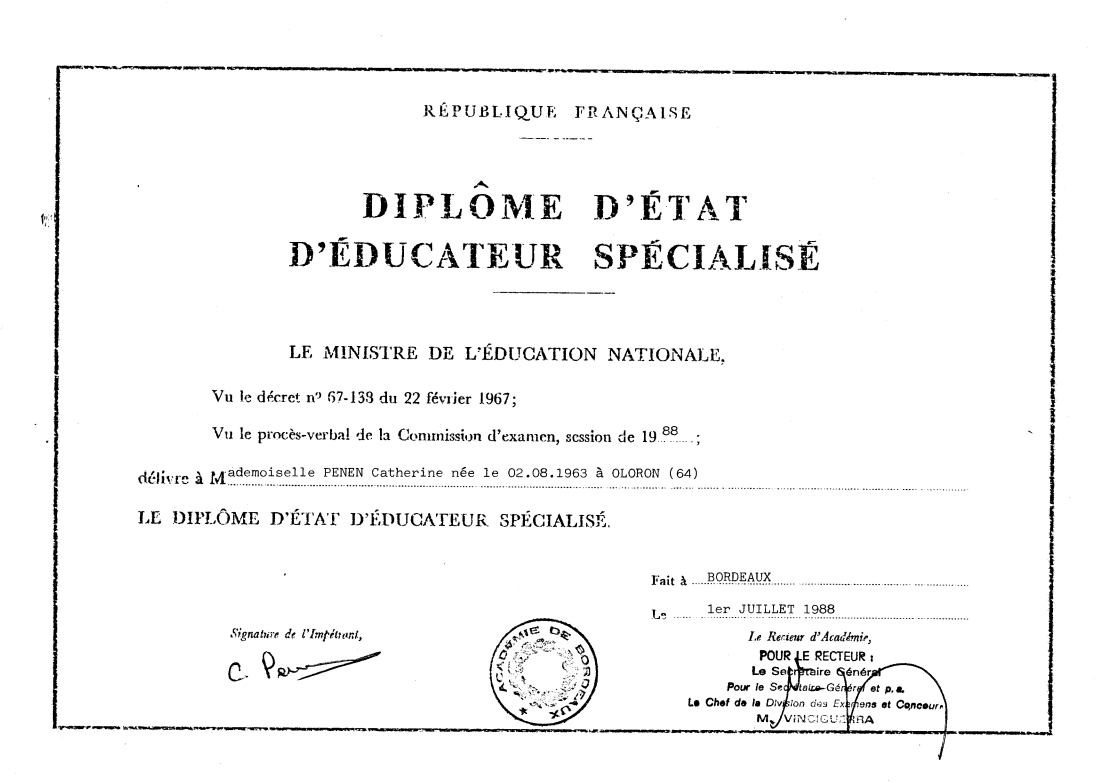 RÉPUBLIQUE FRANÇAISE
DIPLÔME D'ÉTAT
D'ÉDUCATEUR SPÉCIALISÉ
LE MINISTRE DE L'ÉDUCATION NATIONALE,
Vu le décret nº 67-138 du 22 février 1967;
Vu le procès-verbal de la Commission d'examen, session de 1988;
délivre à Mademoiselle PENEN Catherine née le 02.08.1963 à OLORON (64)
LE DIPLÔME D'ÉTAT D'ÉDUCATEUR SPÉCIALISÉ.
Fait à BORDEAUX
Le 1er JUILLET 1988
Signature de l'Impétrant,
C. Penen
ACADÉMIE DE BORDEAUX
Le Recteur d'Académie,
POUR LE RECTEUR :
Le Secrétaire Général
Pour le Secrétaire Général et p.a.
Le Chef de la Division des Examens et Concours
M. VINCIGUERRA